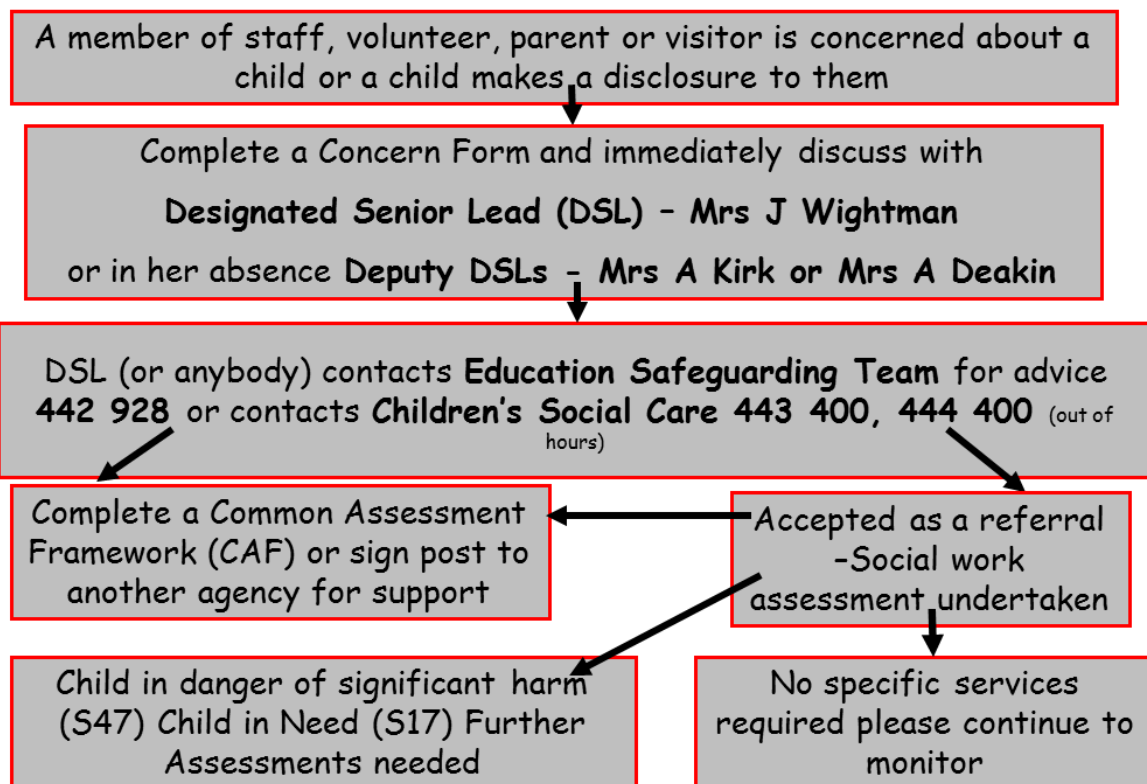 A member of staff, volunteer, parent or visitor is concerned about a
child or a child makes a disclosure to them
Complete a Concern Form and immediately discuss with
Designated Senior Lead (DSL) – Mrs J Wightman
or in her absence Deputy DSLs – Mrs A Kirk or Mrs A Deakin
DSL (or anybody) contacts Education Safeguarding Team for advice
442 928 or contacts Children's Social Care 443 400, 444 400 (out of
hours)
Complete a Common Assessment
Framework (CAF) or sign post to
another agency for support
Accepted as a referral
–Social work
assessment undertaken
Child in danger of significant harm
(S47) Child in Need (S17) Further
Assessments needed
No specific services
required please continue to
monitor